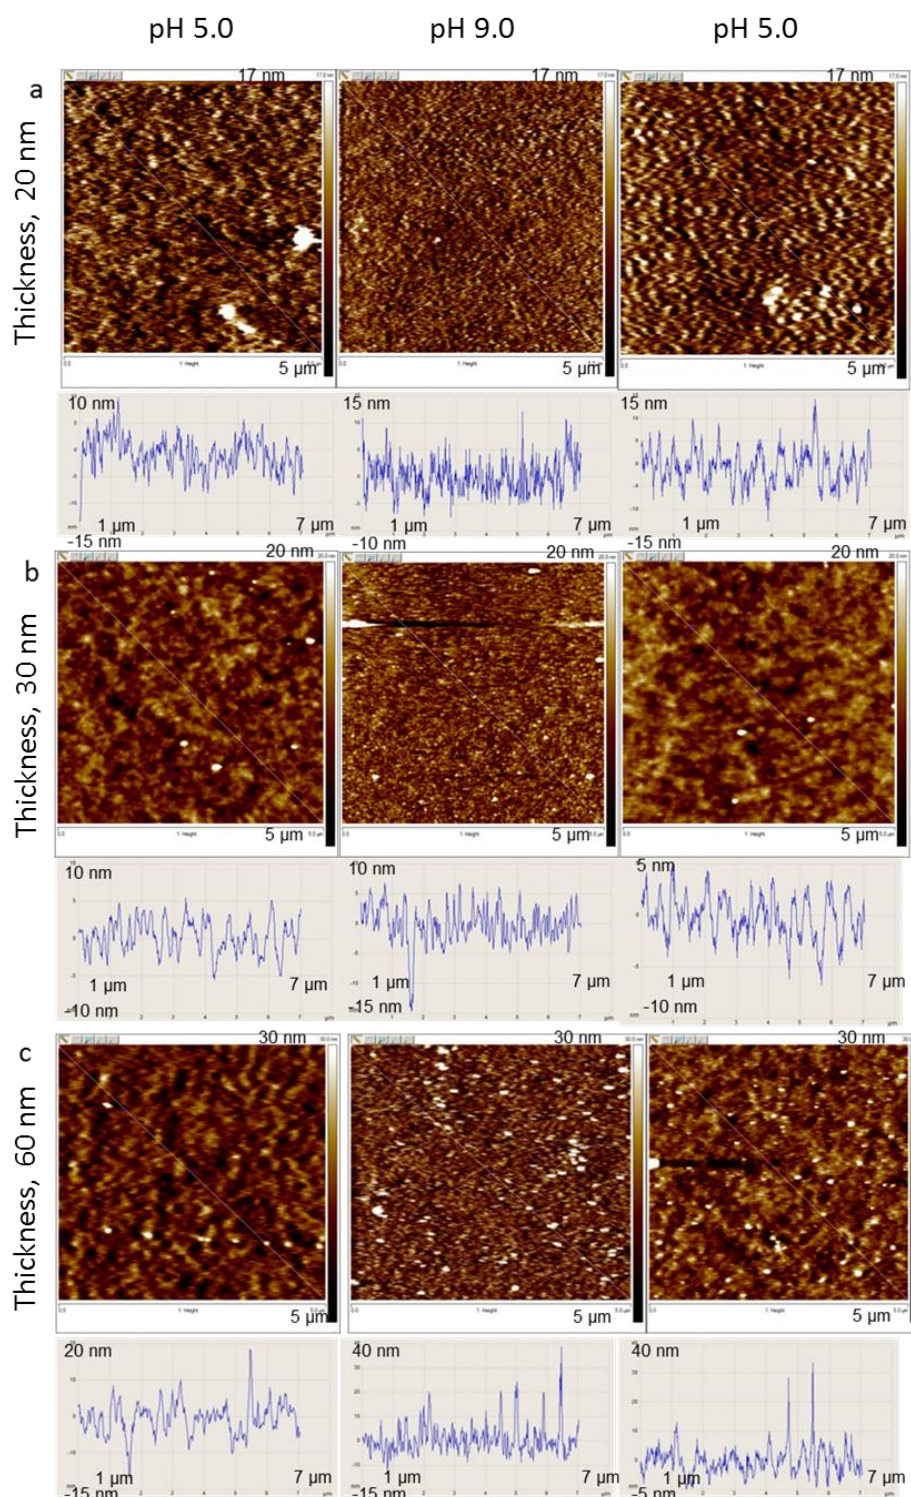 pH 5.0 pH 9.0 pH 5.0
a
Thickness, 20 nm
17 nm 17 nm 17 nm
5 µm 5 µm 5 µm
10 nm 15 nm 15 nm
1 µm 7 µm 1 µm 7 µm 1 µm 7 µm
-15 nm -10 nm -15 nm
b
Thickness, 30 nm
20 nm 20 nm 20 nm
5 µm 5 µm 5 µm
10 nm 10 nm 5 nm
1 µm 7 µm 1 µm 7 µm 1 µm 7 µm
-10 nm -15 nm -10 nm
c
Thickness, 60 nm
30 nm 30 nm 30 nm
5 µm 5 µm 5 µm
20 nm 40 nm 40 nm
1 µm 7 µm 1 µm 7 µm 1 µm 7 µm
-15 nm -15 nm -5 nm